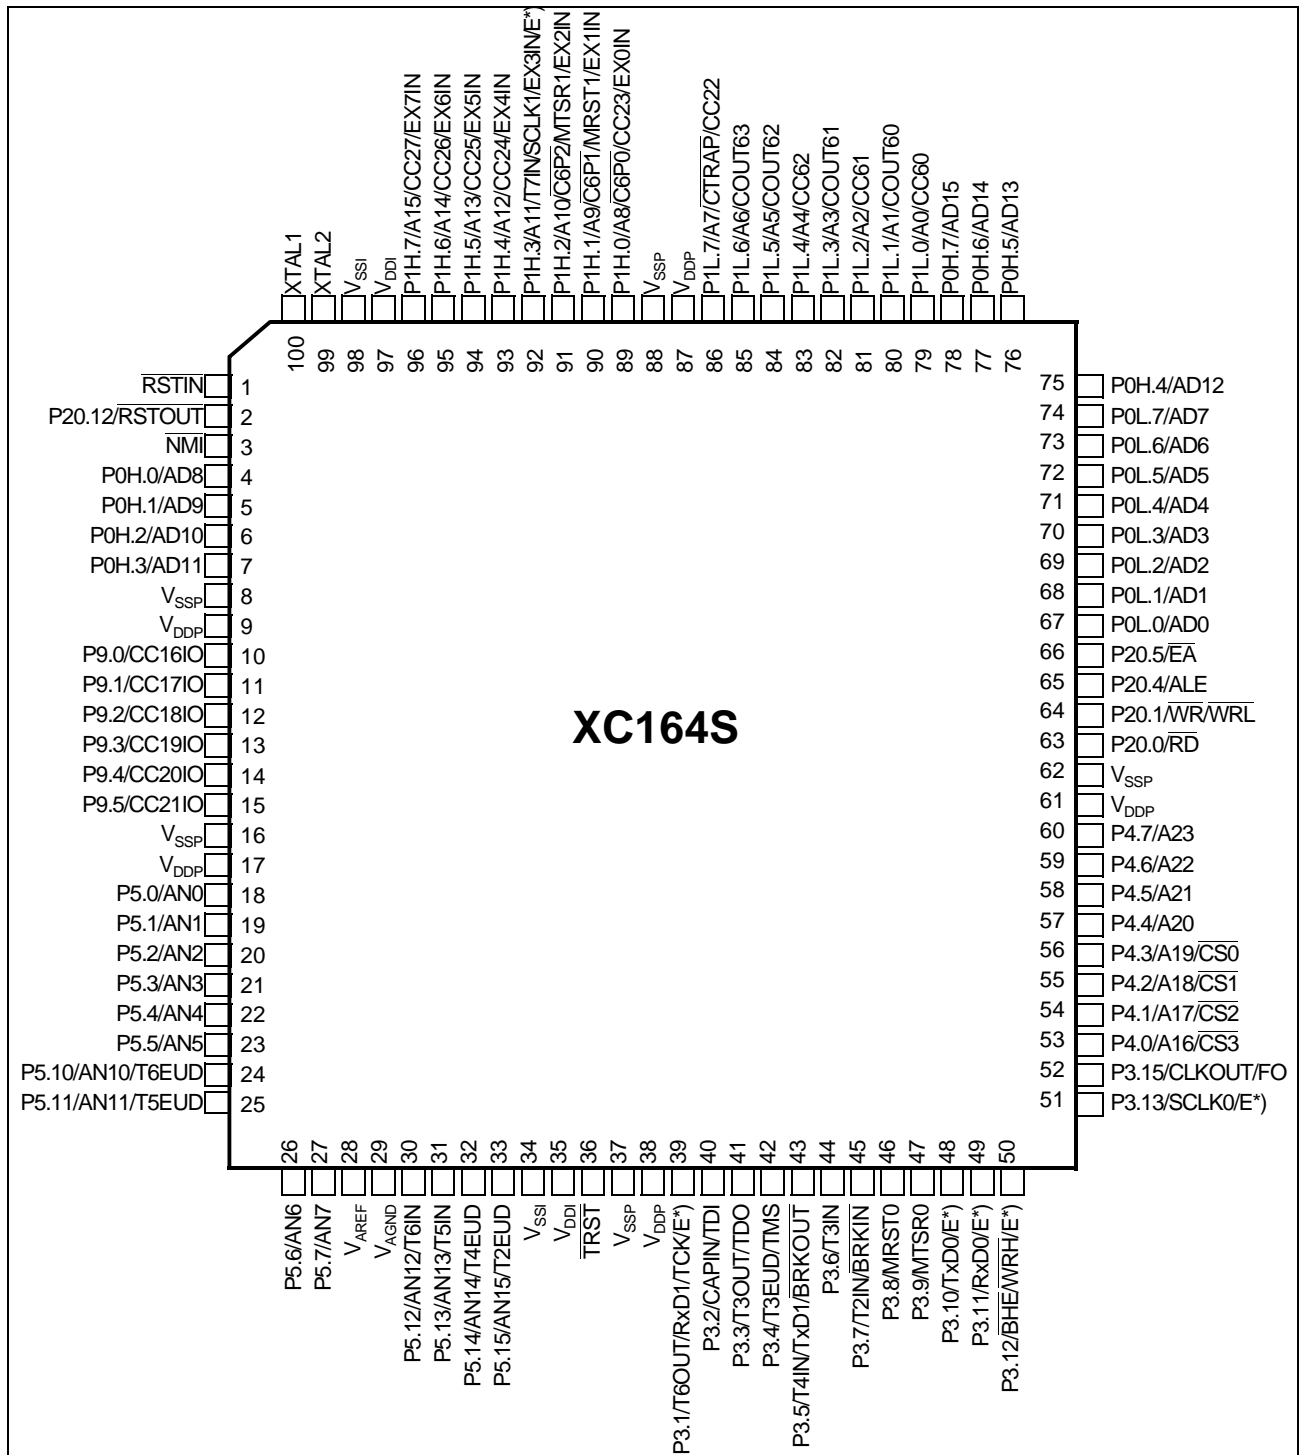 XTAL1
XTAL2
VSSI
VDDI
P1H.7/A15/CC27/EX7IN
P1H.6/A14/CC26/EX6IN
P1H.5/A13/CC25/EX5IN
P1H.4/A12/CC24/EX4IN
P1H.3/A11/T7IN/SCLK1/EX3IN/E*)
P1H.2/A10/C6P2/MTSR1/EX2IN
P1H.1/A9/C6P1/MRST1/EX1IN
P1H.0/A8/C6P0/CC23/EX0IN
VSSP
VDDP
P1L.7/A7/CTRAP/CC22
P1L.6/A6/COUT63
P1L.5/A5/COUT62
P1L.4/A4/CC62
P1L.3/A3/COUT61
P1L.2/A2/CC61
P1L.1/A1/COUT60
P1L.0/A0/CC60
P0H.7/AD15
P0H.6/AD14
P0H.5/AD13
100
99
98
97
96
95
94
93
92
91
90
89
88
87
86
85
84
83
82
81
80
79
78
77
76
RSTIN 1
P20.12/RSTOUT 2
NMI 3
P0H.0/AD8 4
P0H.1/AD9 5
P0H.2/AD10 6
P0H.3/AD11 7
VSSP 8
VDDP 9
P9.0/CC16IO 10
P9.1/CC17IO 11
P9.2/CC18IO 12
P9.3/CC19IO 13
P9.4/CC20IO 14
P9.5/CC21IO 15
VSSP 16
VDDP 17
P5.0/AN0 18
P5.1/AN1 19
P5.2/AN2 20
P5.3/AN3 21
P5.4/AN4 22
P5.5/AN5 23
P5.10/AN10/T6EUD 24
P5.11/AN11/T5EUD 25
XC164S
75 P0H.4/AD12
74 P0L.7/AD7
73 P0L.6/AD6
72 P0L.5/AD5
71 P0L.4/AD4
70 P0L.3/AD3
69 P0L.2/AD2
68 P0L.1/AD1
67 P0L.0/AD0
66 P20.5/EA
65 P20.4/ALE
64 P20.1/WR/WRL
63 P20.0/RD
62 VSSP
61 VDDP
60 P4.7/A23
59 P4.6/A22
58 P4.5/A21
57 P4.4/A20
56 P4.3/A19/CS0
55 P4.2/A18/CS1
54 P4.1/A17/CS2
53 P4.0/A16/CS3
52 P3.15/CLKOUT/FO
51 P3.13/SCLK0/E*)
26
27
28
29
30
31
32
33
34
35
36
37
38
39
40
41
42
43
44
45
46
47
48
49
50
P5.6/AN6
P5.7/AN7
VAREF
VAGND
P5.12/AN12/T6IN
P5.13/AN13/T5IN
P5.14/AN14/T4EUD
P5.15/AN15/T2EUD
VSSI
VDDI
TRST
VSSP
VDDP
P3.1/T6OUT/RxD1/TCK/E*)
P3.2/CAPIN/TDI
P3.3/T3OUT/TDO
P3.4/T3EUD/TMS
P3.5/T4IN/TxD1/BRKOUT
P3.6/T3IN
P3.7/T2IN/BRKIN
P3.8/MRST0
P3.9/MTSR0
P3.10/TxD0/E*)
P3.11/RxD0/E*)
P3.12/BHE/WRH/E*)